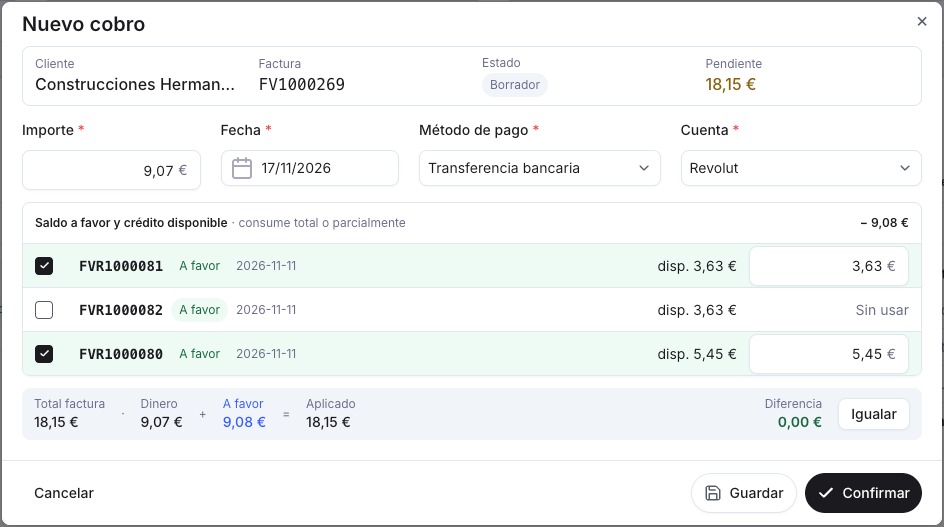 Nuevo cobro
Cliente
Construcciones Herman...
Factura
FV1000269
Estado
Borrador
Pendiente
18,15 €
Importe *
9,07 €
Fecha *
17/11/2026
Método de pago *
Transferencia bancaria
Cuenta *
Revolut
Saldo a favor y crédito disponible · consume total o parcialmente − 9,08 €
FVR1000081 A favor 2026-11-11 disp. 3,63 € 3,63 €
FVR1000082 A favor 2026-11-11 disp. 3,63 € Sin usar
FVR1000080 A favor 2026-11-11 disp. 5,45 € 5,45 €
Total factura · Dinero + A favor = Aplicado Diferencia
18,15 € 9,07 € 9,08 € 18,15 € 0,00 €
Igualar
Cancelar
Guardar
Confirmar